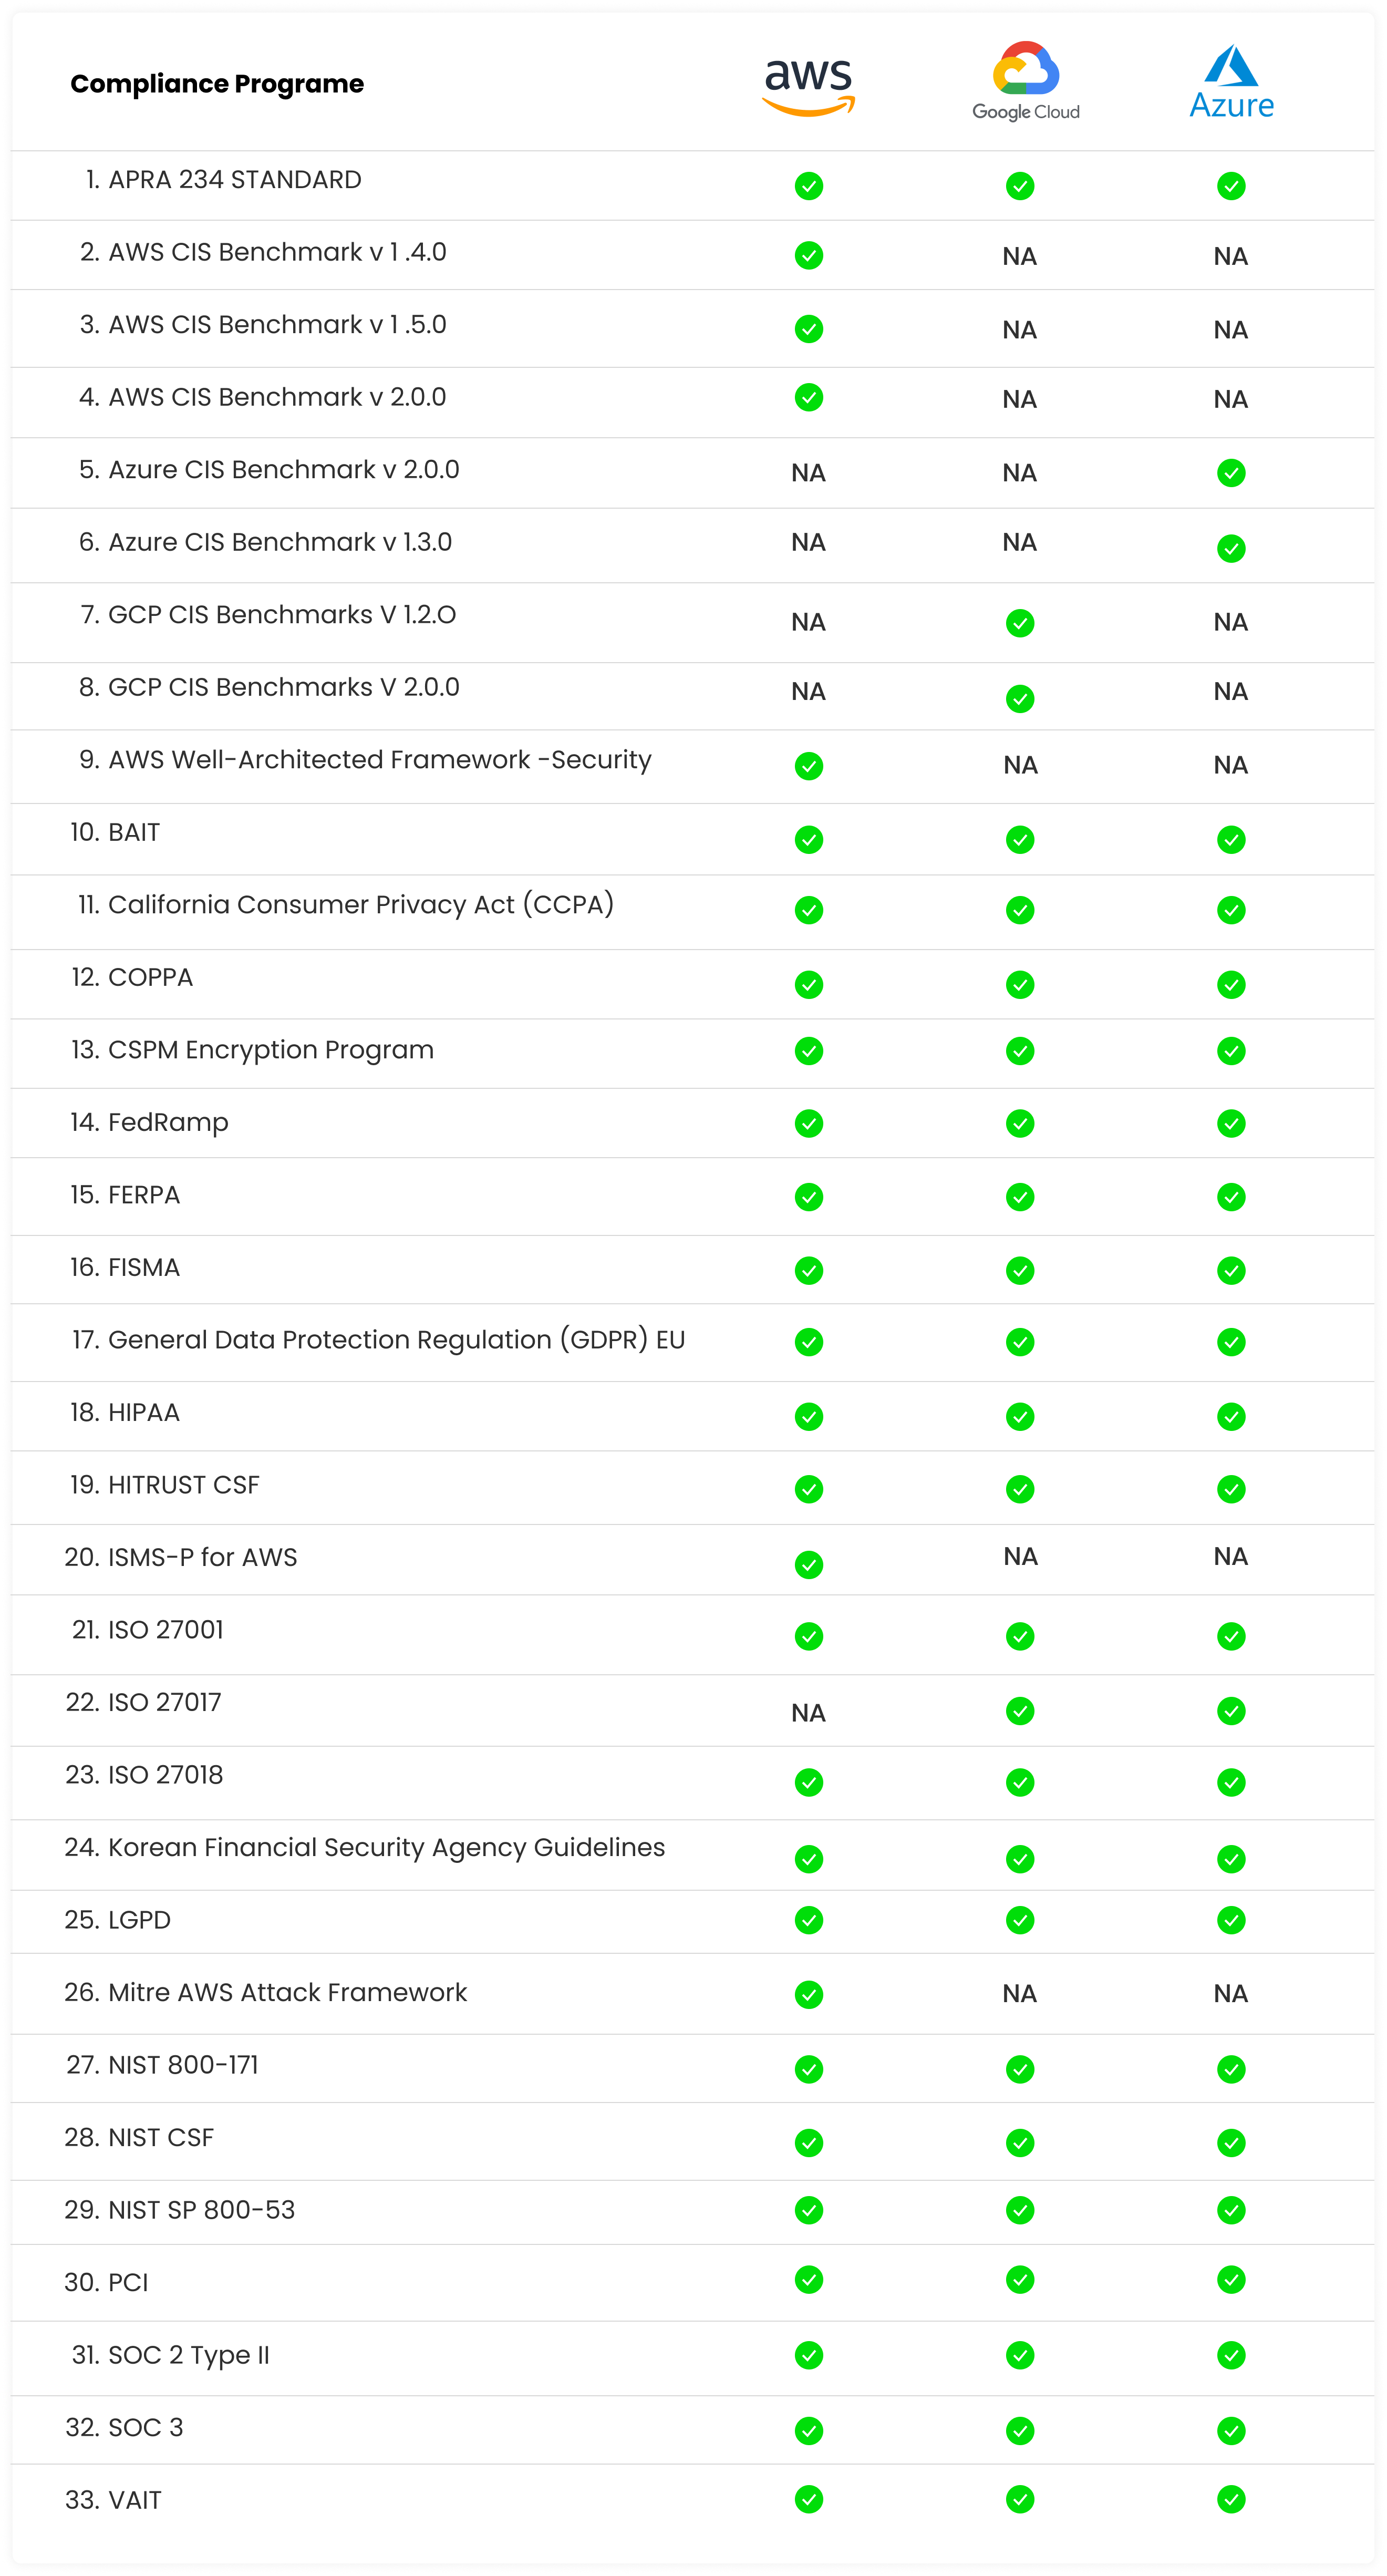 Compliance Programe aws Google Cloud Azure
1. APRA 234 STANDARD
2. AWS CIS Benchmark v 1 .4.0 NA NA
3. AWS CIS Benchmark v 1 .5.0 NA NA
4. AWS CIS Benchmark v 2.0.0 NA NA
5. Azure CIS Benchmark v 2.0.0 NA NA
6. Azure CIS Benchmark v 1.3.0 NA NA
7. GCP CIS Benchmarks V 1.2.O NA NA
8. GCP CIS Benchmarks V 2.0.0 NA NA
9. AWS Well-Architected Framework -Security NA NA
10. BAIT
11. California Consumer Privacy Act (CCPA)
12. COPPA
13. CSPM Encryption Program
14. FedRamp
15. FERPA
16. FISMA
17. General Data Protection Regulation (GDPR) EU
18. HIPAA
19. HITRUST CSF
20. ISMS-P for AWS NA NA
21. ISO 27001
22. ISO 27017 NA
23. ISO 27018
24. Korean Financial Security Agency Guidelines
25. LGPD
26. Mitre AWS Attack Framework NA NA
27. NIST 800-171
28. NIST CSF
29. NIST SP 800-53
30. PCI
31. SOC 2 Type II
32. SOC 3
33. VAIT